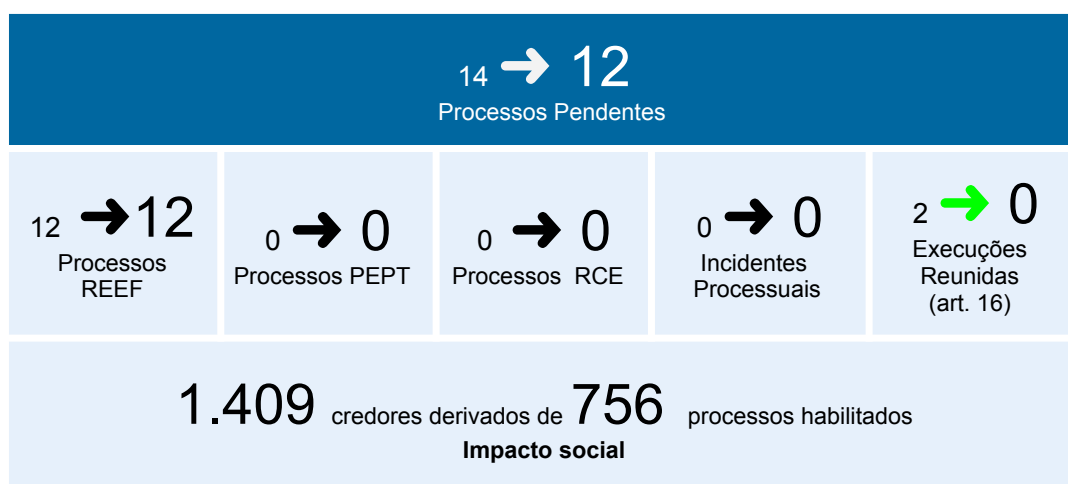 14 ➜ 12
Processos Pendentes
12 ➜ 12
Processos
REEF
0 ➜ 0
Processos PEPT
0 ➜ 0
Processos RCE
0 ➜ 0
Incidentes
Processuais
2 ➜ 0
Execuções
Reunidas
(art. 16)
1.409 credores derivados de 756 processos habilitados
Impacto social